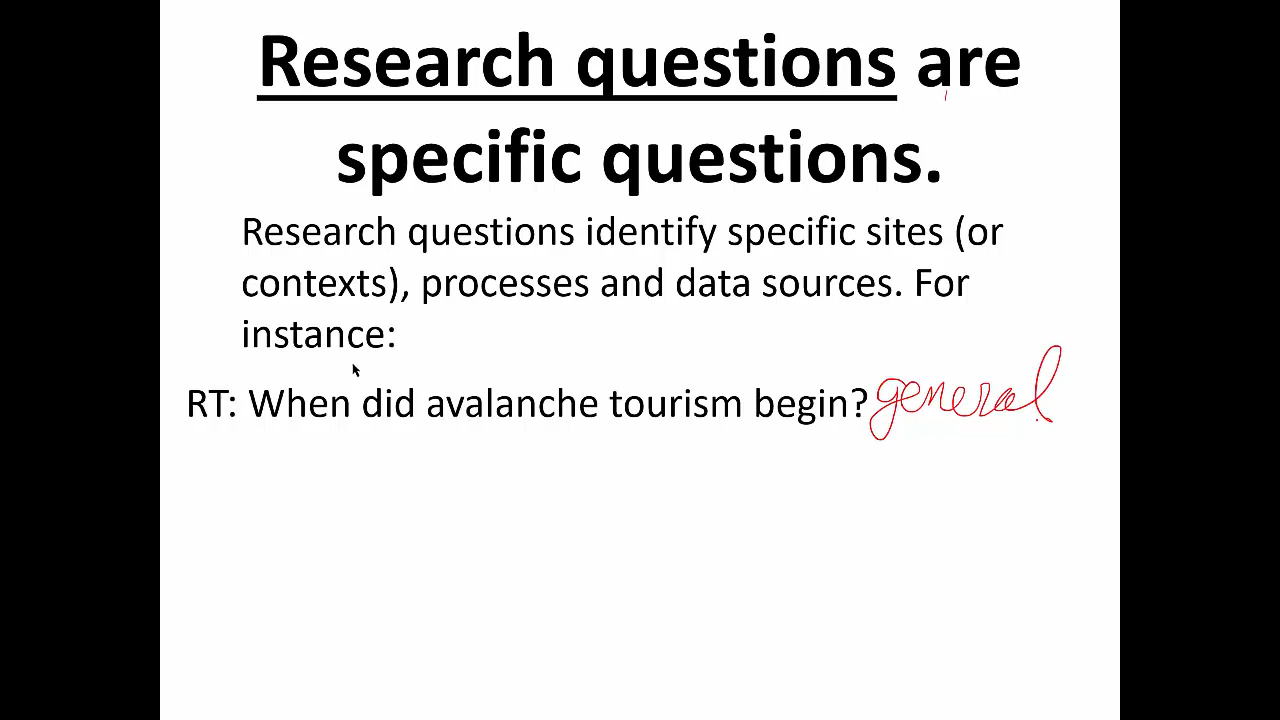 Research questions are
specific questions.
Research questions identify specific sites (or
contexts), processes and data sources. For
instance:
RT: When did avalanche tourism begin? general